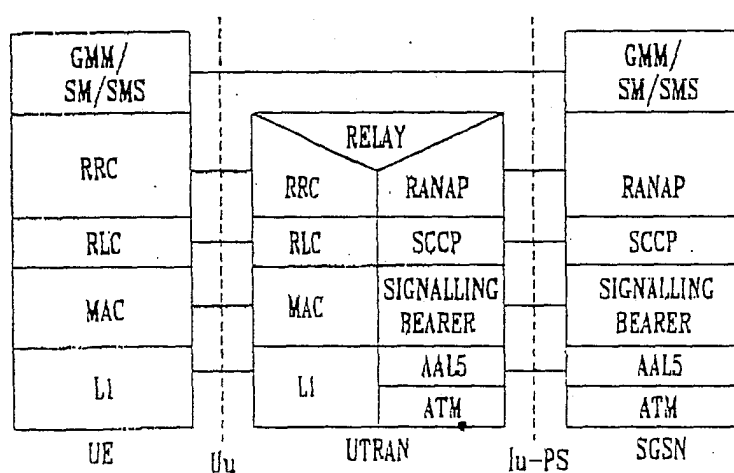 GMM/
SM/SMS
GMM/
SM/SMS
RELAY
RRC
RRC
RANAP
RANAP
RLC
RLC
SCCP
SCCP
MAC
MAC
SIGNALLING
BEARER
SIGNALLING
BEARER
L1
L1
AAL5
AAL5
ATM
ATM
UE
Uu
UTRAN
Iu-PS
SGSN